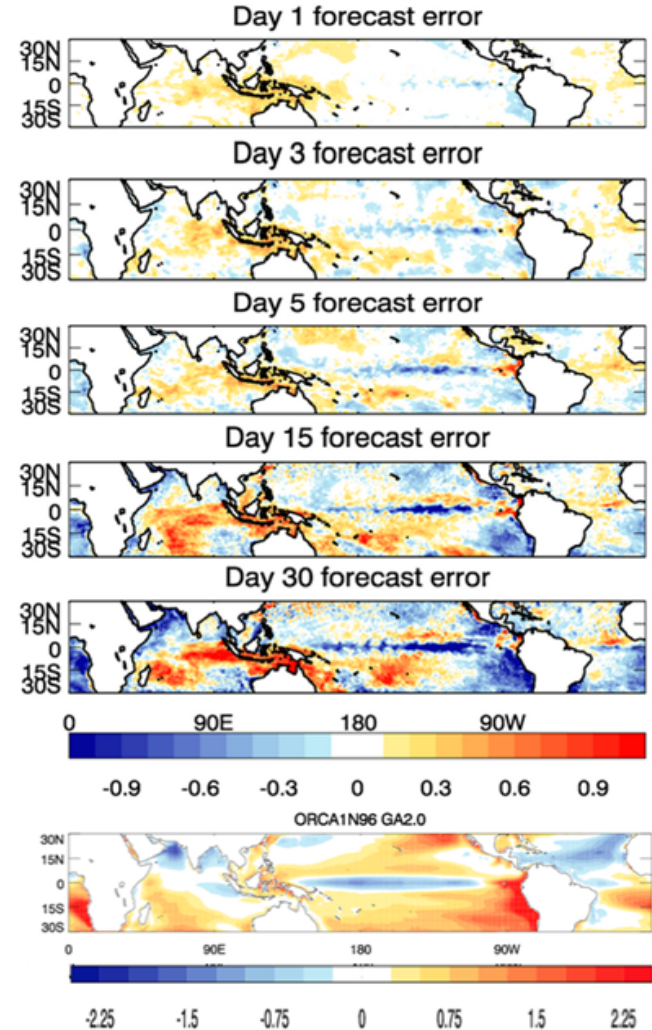 Day 1 forecast error
30N
15N
0
15S
30S
Day 3 forecast error
30N
15N
0
15S
30S
Day 5 forecast error
30N
15N
0
15S
30S
Day 15 forecast error
30N
15N
0
15S
30S
Day 30 forecast error
30N
15N
0
15S
30S
0 90E 180 90W
-0.9 -0.6 -0.3 0 0.3 0.6 0.9
ORCA1N96 GA2.0
30N
15N
0
15S
30S
0 90E 180 90W
-2.25 -1.5 -0.75 0 0.75 1.5 2.25